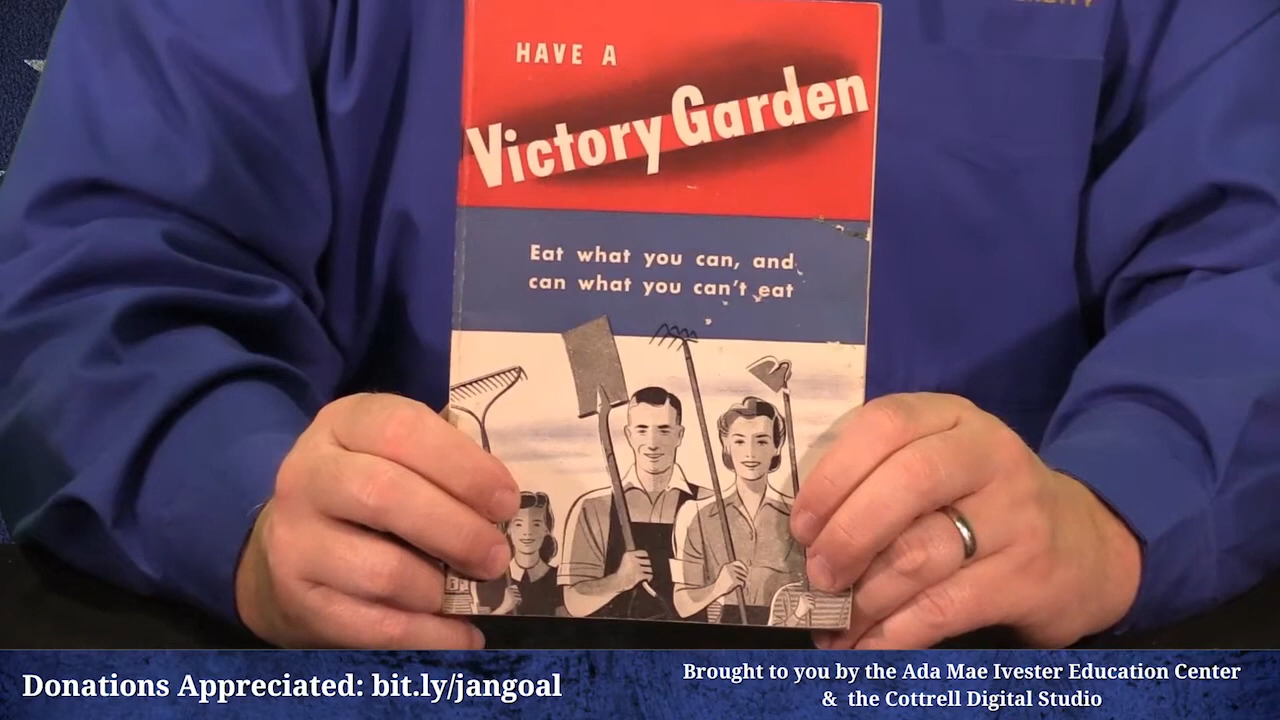 HAVE A
Victory Garden
Eat what you can, and
can what you can't eat
Donations Appreciated: bit.ly/jangoal
Brought to you by the Ada Mae Ivester Education Center
& the Cottrell Digital Studio